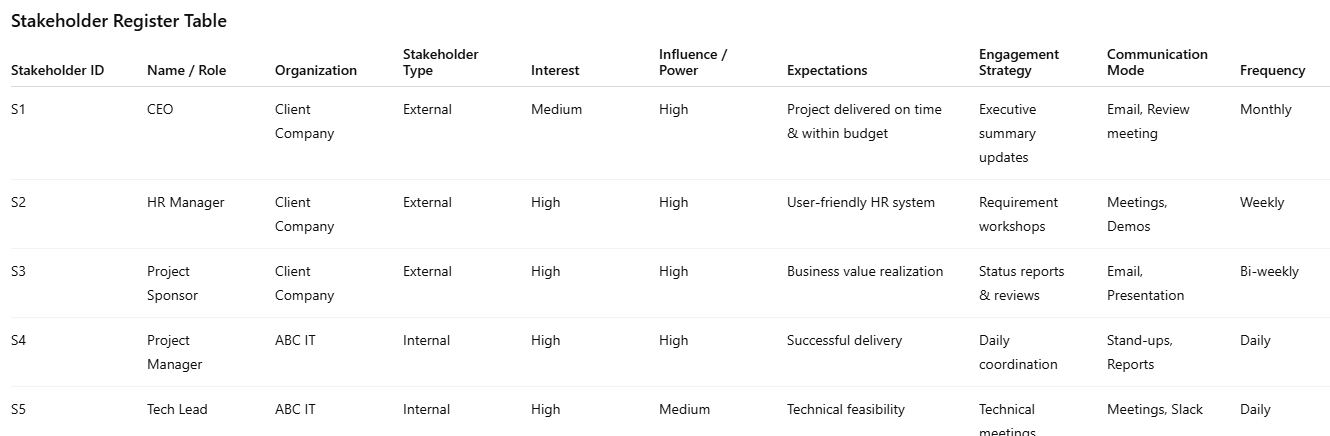 Stakeholder Register Table
Stakeholder ID Name / Role Organization Stakeholder Type Interest Influence / Power Expectations Engagement Strategy Communication Mode Frequency
S1 CEO Client Company External Medium High Project delivered on time & within budget Executive summary updates Email, Review meeting Monthly
S2 HR Manager Client Company External High High User-friendly HR system Requirement workshops Meetings, Demos Weekly
S3 Project Sponsor Client Company External High High Business value realization Status reports & reviews Email, Presentation Bi-weekly
S4 Project Manager ABC IT Internal High High Successful delivery Daily coordination Stand-ups, Reports Daily
S5 Tech Lead ABC IT Internal High Medium Technical feasibility Technical meetings Meetings, Slack Daily